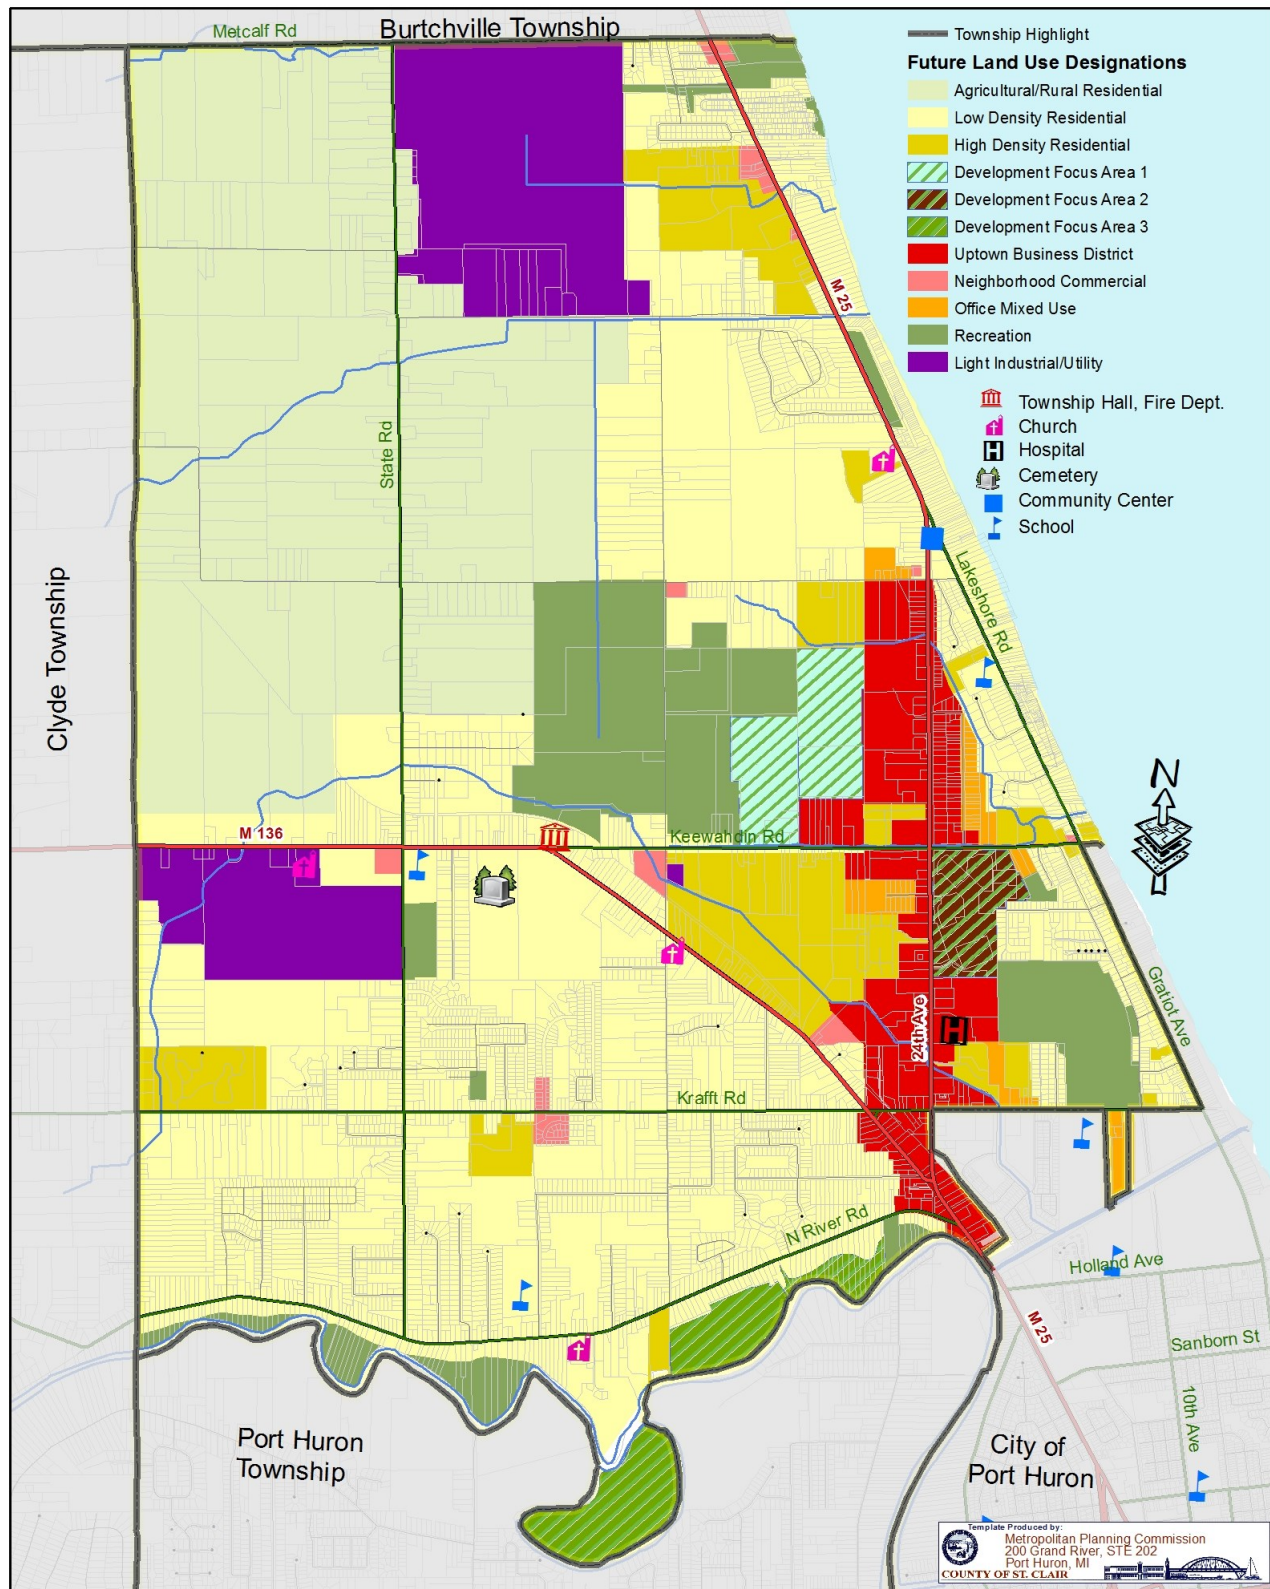 Burtchville Township
Metcalf Rd
Township Highlight
Future Land Use Designations
Agricultural/Rural Residential
Low Density Residential
High Density Residential
Development Focus Area 1
Development Focus Area 2
Development Focus Area 3
Uptown Business District
Neighborhood Commercial
Office Mixed Use
Recreation
Light Industrial/Utility
Township Hall, Fire Dept.
Church
H
Hospital
Cemetery
Community Center
School
M 25
State Rd
Lakeshore Rd
Clyde Township
N
M 136
Keewahdin Rd
24th Ave
H
Gratiot Ave
Krafft Rd
N River Rd
Holland Ave
M 25
Sanborn St
10th Ave
Port Huron
Township
City of
Port Huron
Template Produced by:
Metropolitan Planning Commission
200 Grand River, STE 202
Port Huron, MI
COUNTY OF ST. CLAIR